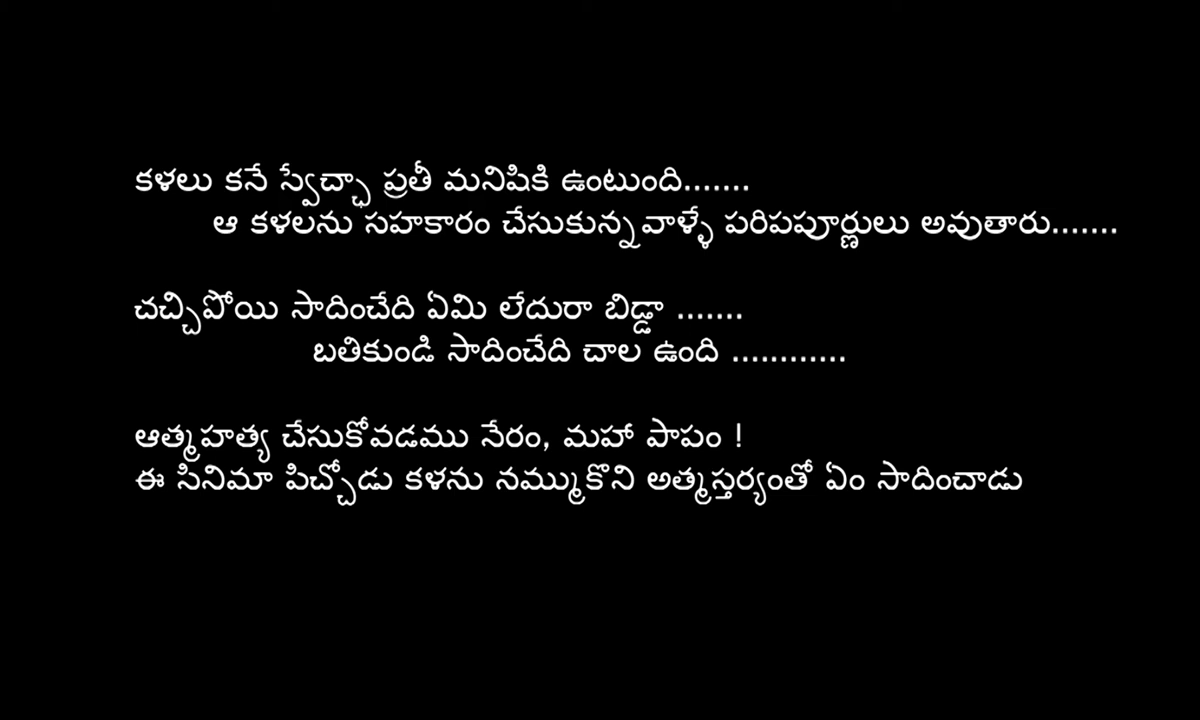 కళలు కనే స్వేచ్ఛా ప్రతీ మనిషికి ఉంటుంది.......
ఆ కళలను సహకారం చేసుకున్నవాళ్ళే పరిపపూర్ణులు అవుతారు.......
చచ్చిపోయి సాదించేది ఏమి లేదురా బిడ్డా .......
బతికుండి సాదించేది చాల ఉంది ............
ఆత్మహత్య చేసుకోవడము నేరం, మహా పాపం !
ఈ సినిమా పిచ్చోడు కళను నమ్ముకొని అత్మస్తర్యంతో ఏం సాదించాడు